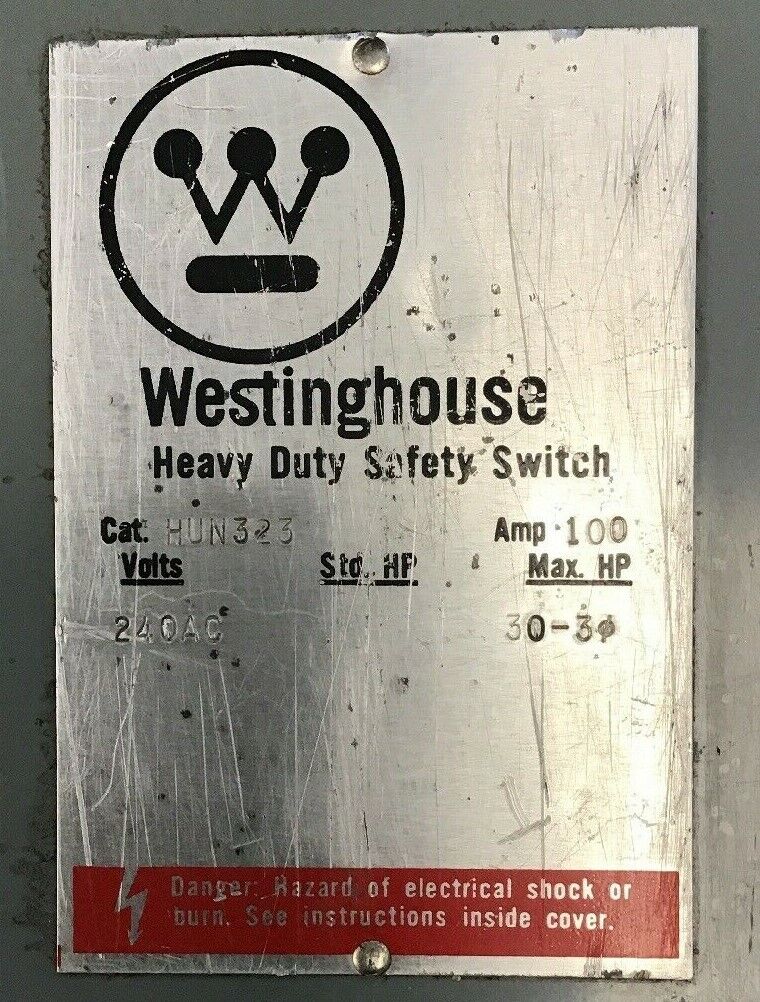 Westinghouse
Heavy Duty Safety Switch
Cat. HUN323 Amp 100
Volts Std. HP Max. HP
240AC 30-3ϕ
Danger: Hazard of electrical shock or
burn. See instructions inside cover.